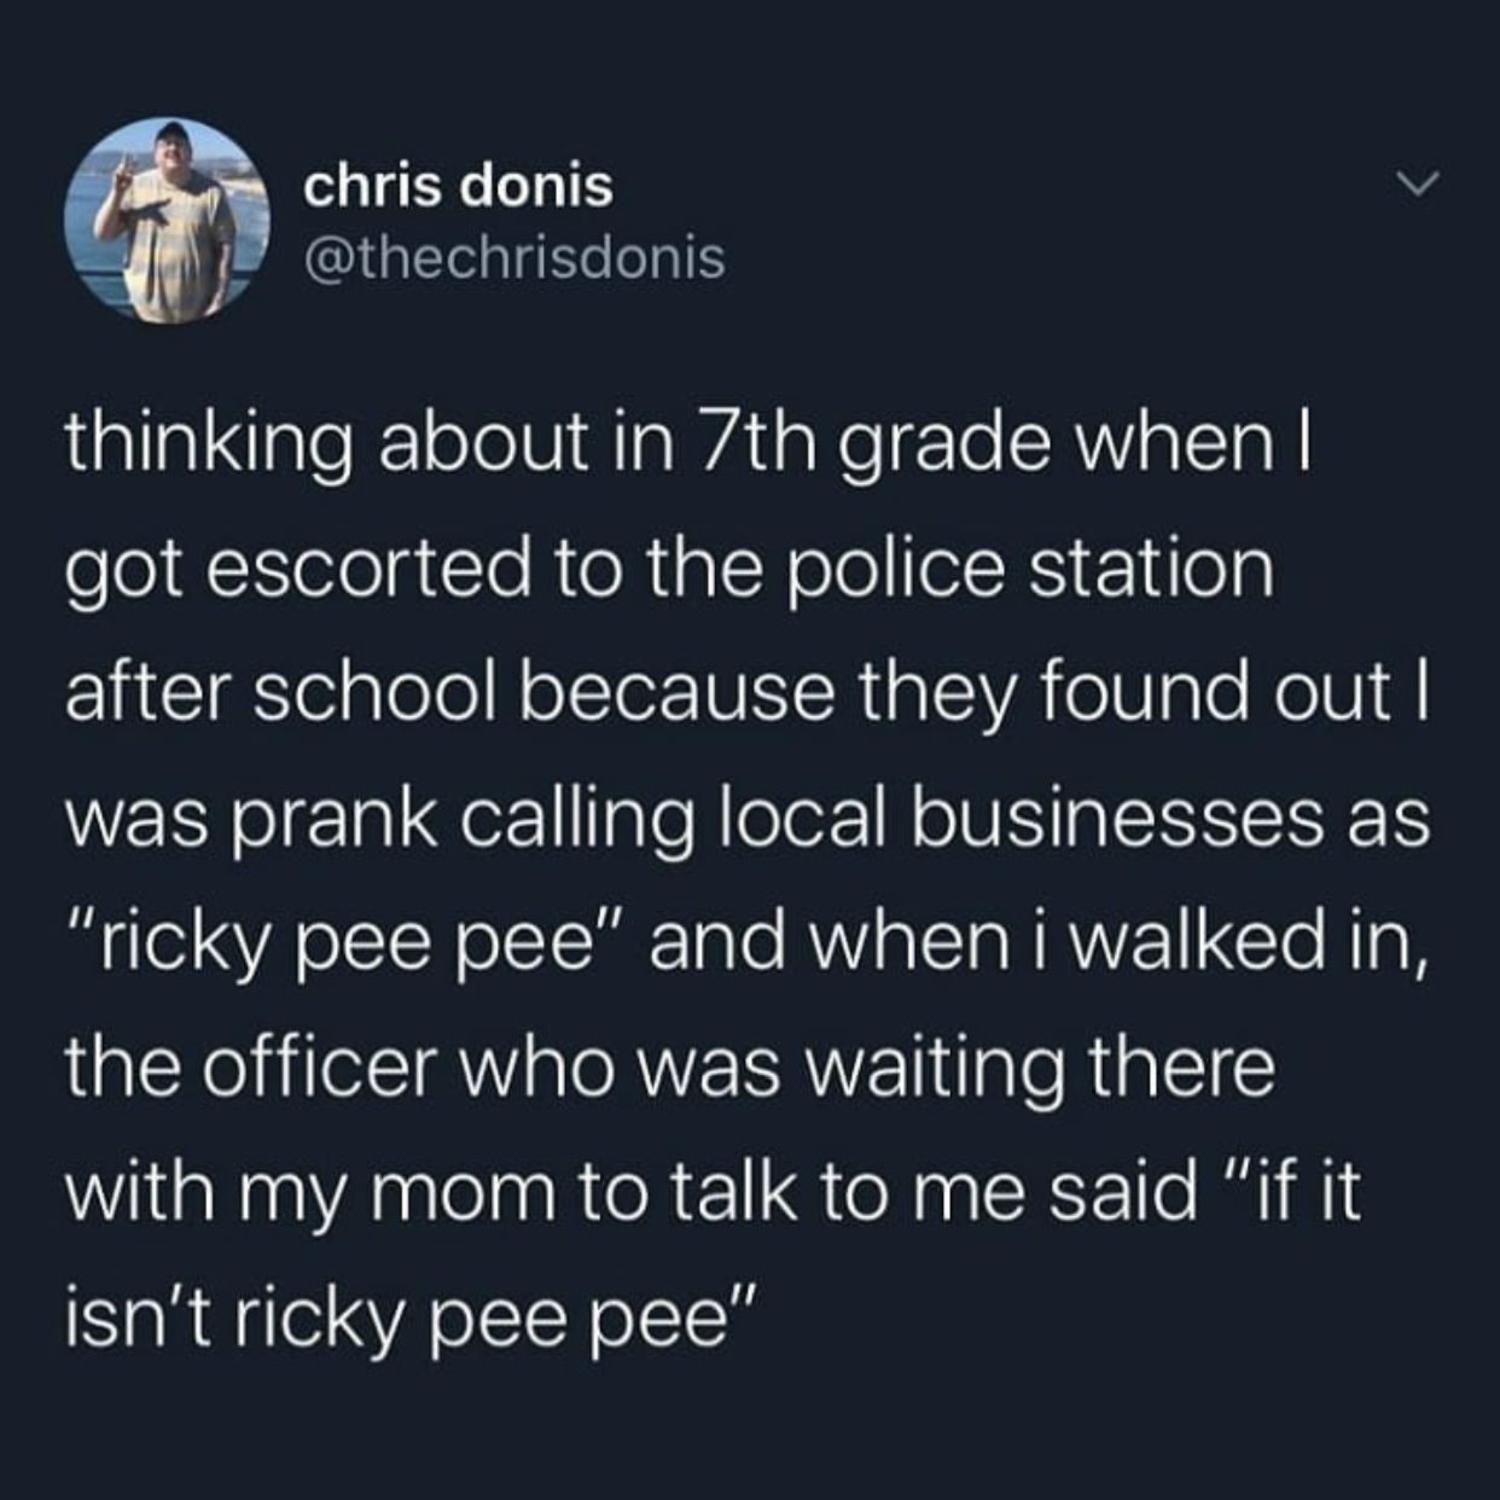 chris donis
@thechrisdonis
thinking about in 7th grade when I
got escorted to the police station
after school because they found out I
was prank calling local businesses as
"ricky pee pee" and when i walked in,
the officer who was waiting there
with my mom to talk to me said "if it
isn't ricky pee pee"